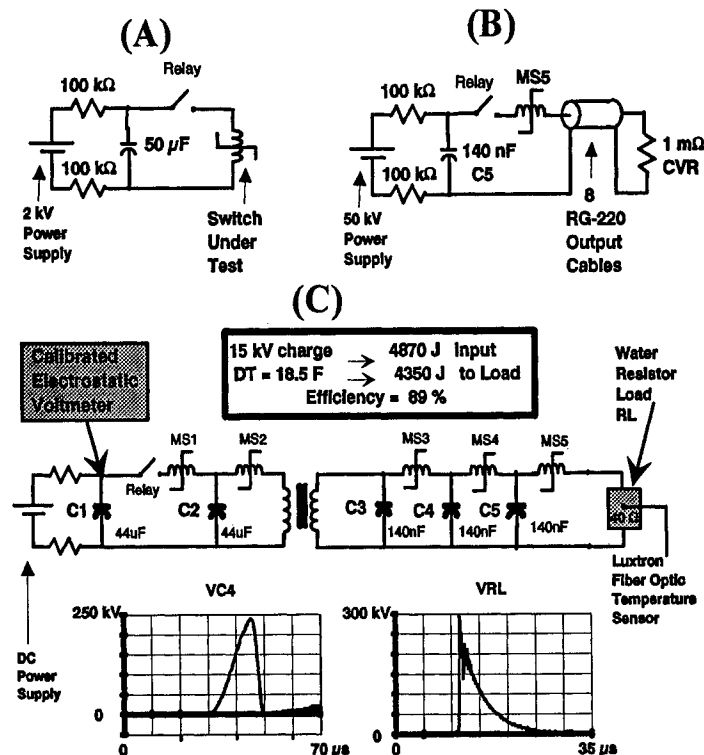 (A)
100 kΩ
Relay
50 µF
100 kΩ
2 kV
Power
Supply
Switch
Under
Test
(B)
100 kΩ
Relay
MS5
140 nF
C5
100 kΩ
1 mΩ
CVR
50 kV
Power
Supply
8
RG-220
Output
Cables
(C)
Calibrated
Electrostatic
Voltmeter
15 kV charge
4870 J Input
DT = 18.5 F
4350 J to Load
Efficiency = 89 %
Water
Resistor
Load
RL
MS1
MS2
MS3
MS4
MS5
Relay
C1
44uF
C2
44uF
C3
140nF
C4
140nF
C5
140nF
40 Ω
Luxtron
Fiber Optic
Temperature
Sensor
DC
Power
Supply
VC4
250 kV
0
0
70 µs
VRL
300 kV
0
0
35 µs